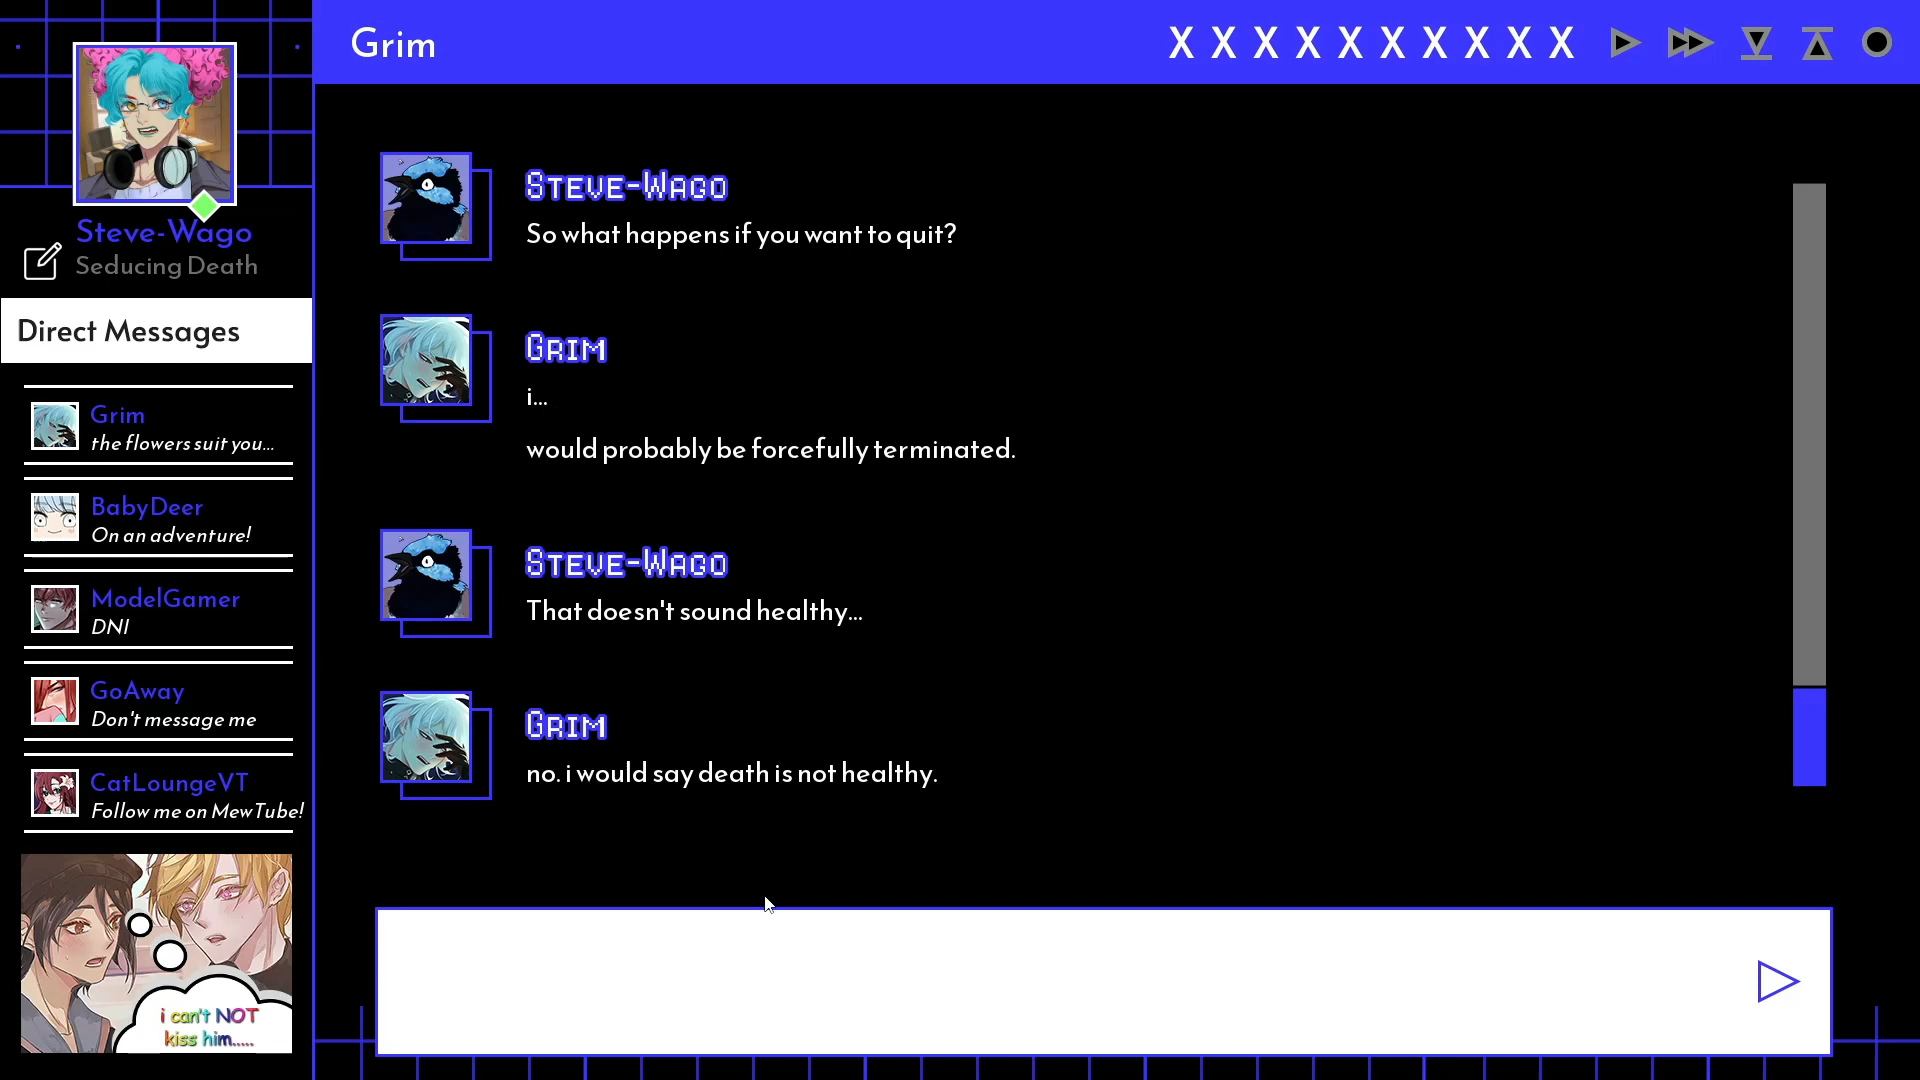 Grim
X X X X X X X X X X
Steve-Wago
Seducing Death
Direct Messages
Grim
the flowers suit you...
BabyDeer
On an adventure!
ModelGamer
DNI
GoAway
Don't message me
CatLoungeVT
Follow me on MewTube!
i can't NOT
kiss him.....
Steve-Wago
So what happens if you want to quit?
Grim
i...
would probably be forcefully terminated.
Steve-Wago
That doesn't sound healthy...
Grim
no. i would say death is not healthy.